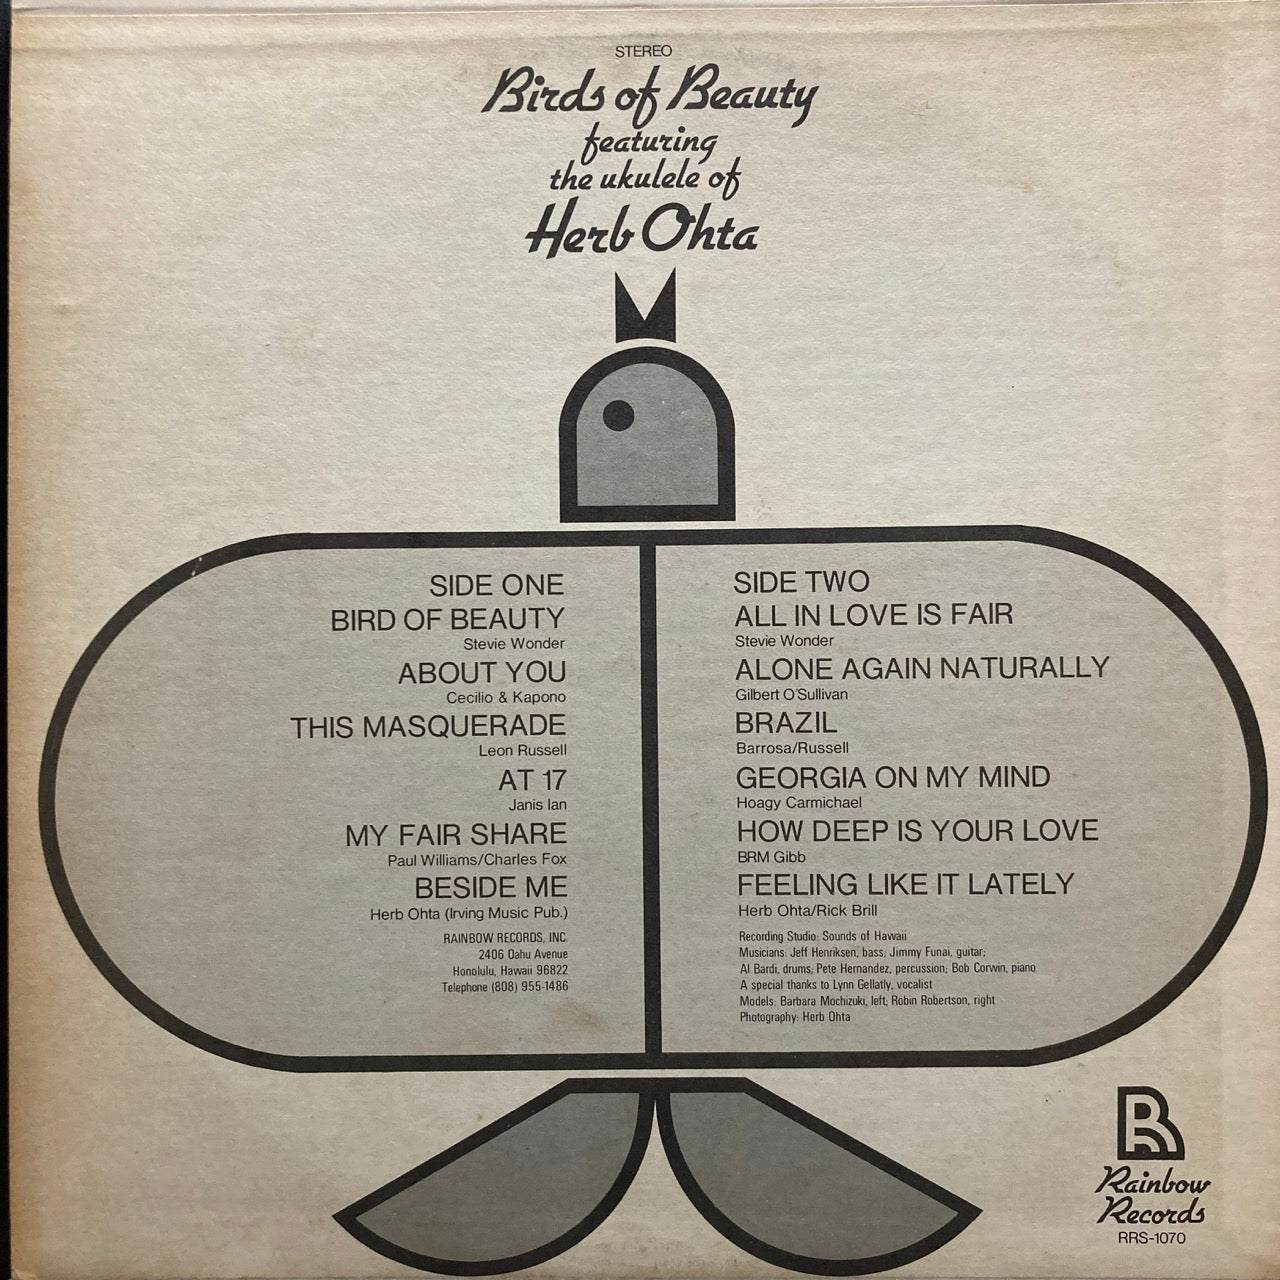 STEREO
Birds of Beauty
featuring
the ukulele of
Herb Ohta
SIDE ONE
BIRD OF BEAUTY
Stevie Wonder
ABOUT YOU
Cecilio & Kapono
THIS MASQUERADE
Leon Russell
AT 17
Janis Ian
MY FAIR SHARE
Paul Williams/Charles Fox
BESIDE ME
Herb Ohta (Irving Music Pub.)
RAINBOW RECORDS, INC.
2406 Oahu Avenue
Honolulu, Hawaii 96822
Telephone (808) 955-1486
SIDE TWO
ALL IN LOVE IS FAIR
Stevie Wonder
ALONE AGAIN NATURALLY
Gilbert O'Sullivan
BRAZIL
Barrosa/Russell
GEORGIA ON MY MIND
Hoagy Carmichael
HOW DEEP IS YOUR LOVE
BRM Gibb
FEELING LIKE IT LATELY
Herb Ohta/Rick Brill
Recording Studio: Sounds of Hawaii
Musicians: Jeff Henriksen, bass; Jimmy Funai, guitar;
Al Bardi, drums; Pete Hernandez, percussion; Bob Corwin, piano
A special thanks to Lynn Gellatly, vocalist
Models: Barbara Mochizuki, left; Robin Robertson, right
Photography: Herb Ohta
R
Rainbow
Records
RRS-1070